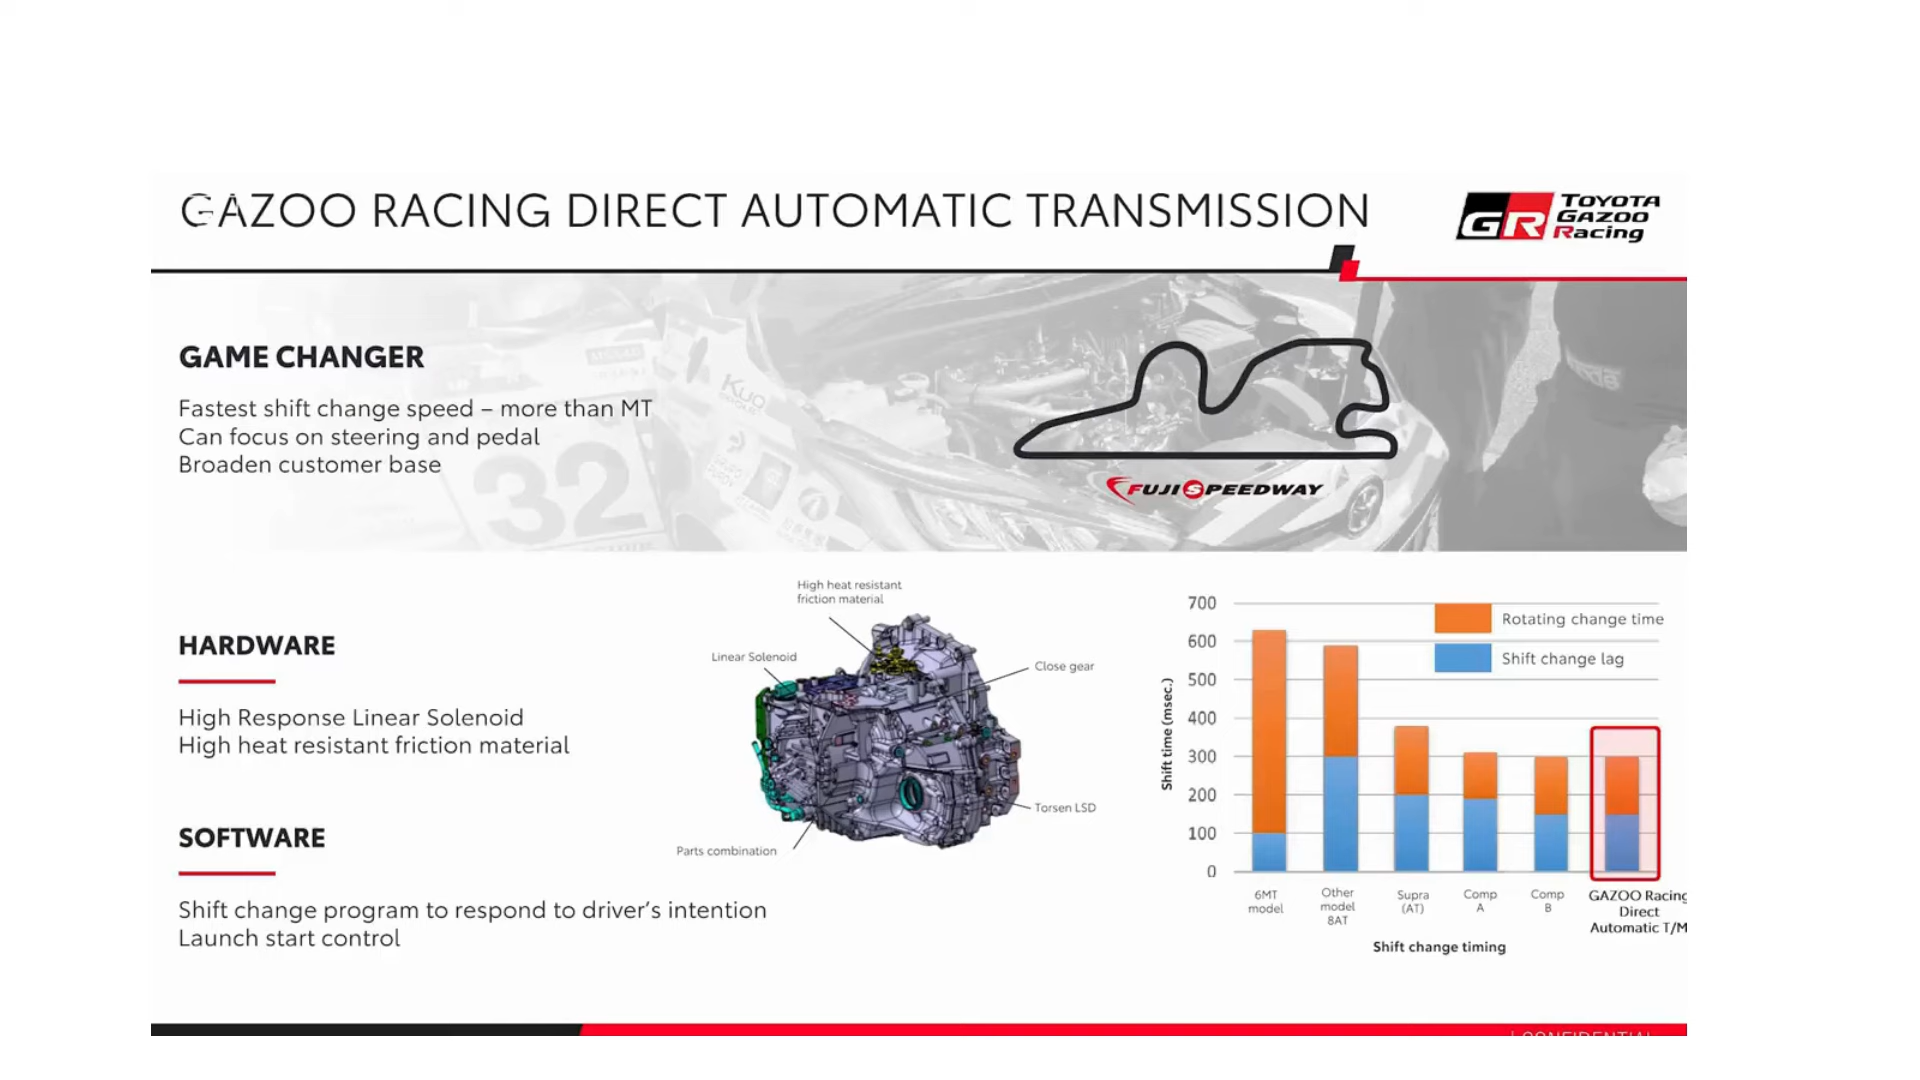 GAZOO RACING DIRECT AUTOMATIC TRANSMISSION
GR
TOYOTA
GAZOO
Racing
GAME CHANGER
Fastest shift change speed – more than MT
Can focus on steering and pedal
Broaden customer base
Kuo
32
FUJI SPEEDWAY
HARDWARE
High Response Linear Solenoid
High heat resistant friction material
SOFTWARE
Shift change program to respond to driver's intention
Launch start control
High heat resistant
friction material
Linear Solenoid
Close gear
Torsen LSD
Parts combination
700
600
500
400
300
200
100
0
Shift time (msec.)
Rotating change time
Shift change lag
6MT
model
Other
model
8AT
Supra
(AT)
Comp
A
Comp
B
GAZOO Racing
Direct
Automatic T/M
Shift change timing
CONFIDENTIAL